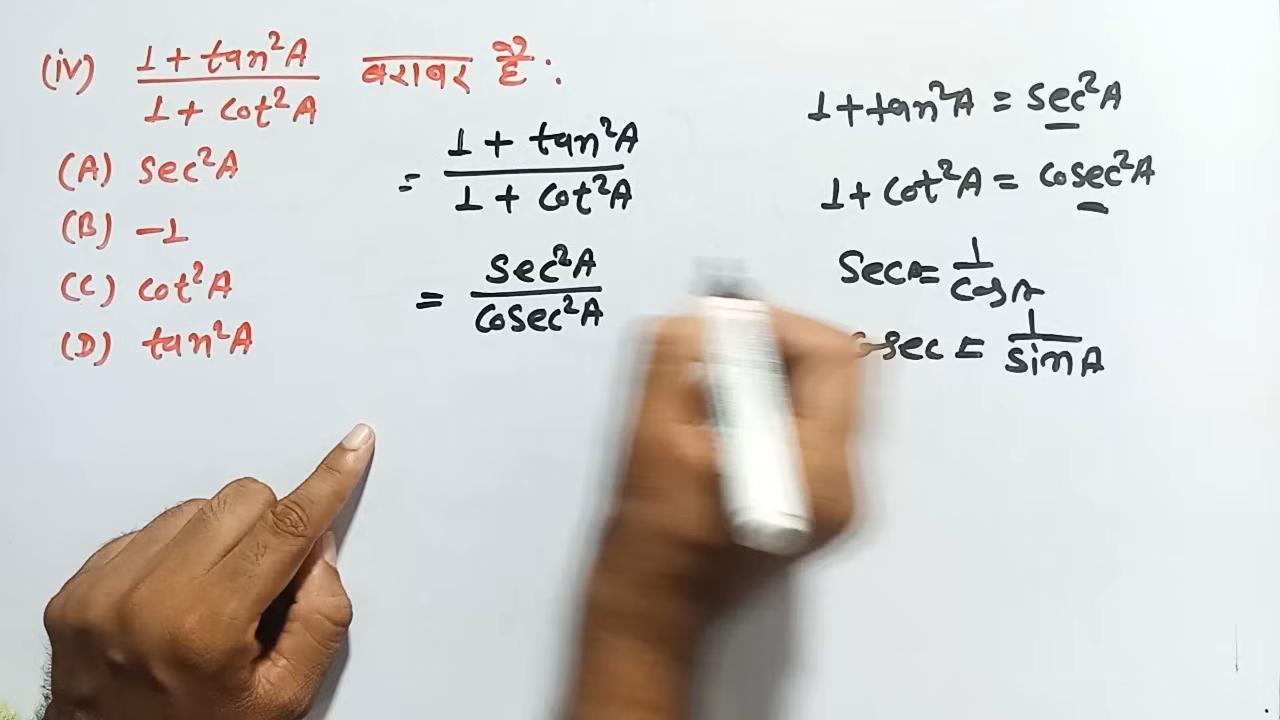 (iv) 1 + tan²A / 1 + cot²A बराबर है :
(A) sec²A
(B) -1
(C) cot²A
(D) tan²A
= 1 + tan²A / 1 + cot²A
= sec²A / cosec²A
1 + tan²A = sec²A
1 + cot²A = cosec²A
SecA = 1 / cosA
sec = 1 / sinA